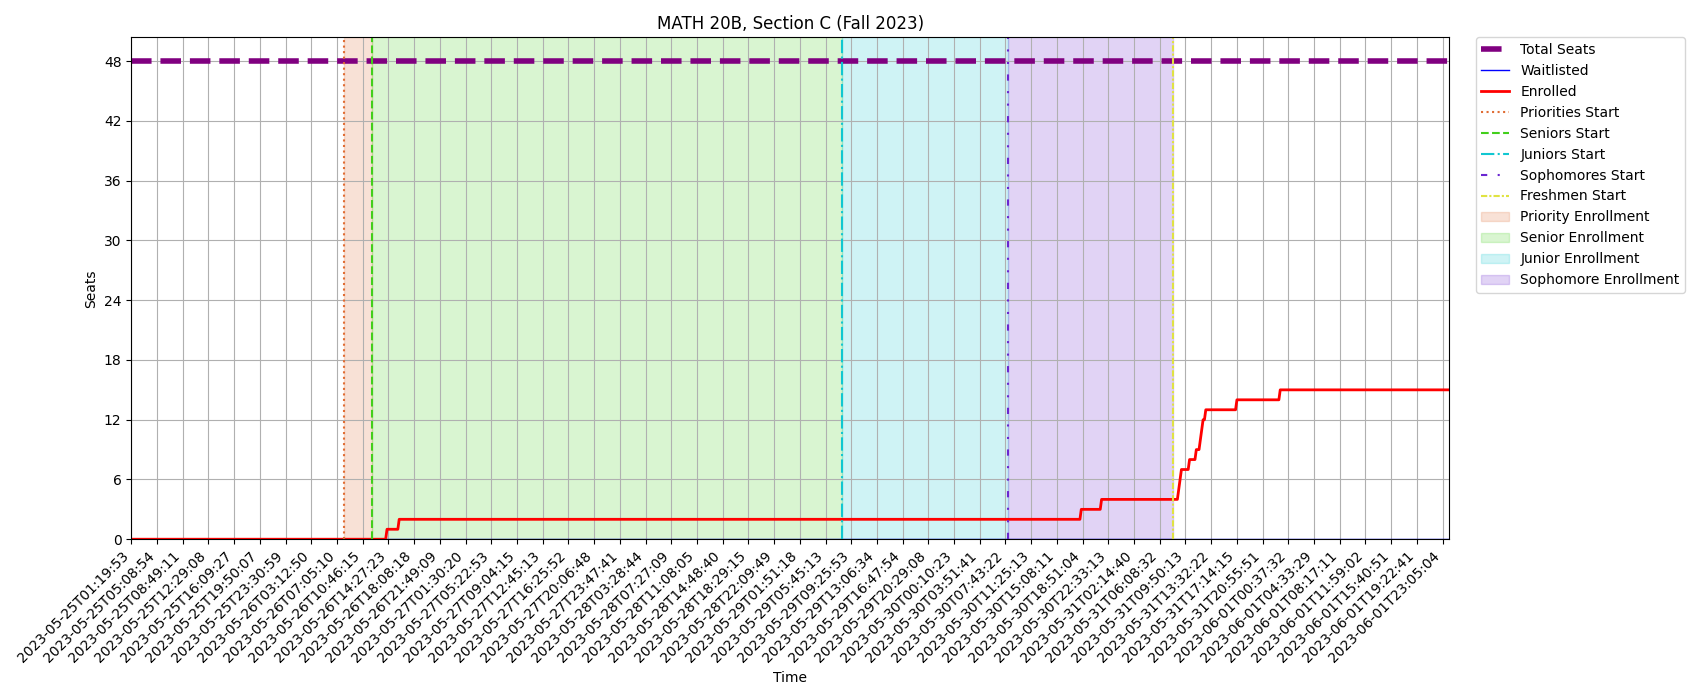 MATH 20B, Section C (Fall 2023)
Seats
48
42
36
30
24
18
12
6
0
2023-05-25T01:19:53
2023-05-25T05:08:54
2023-05-25T08:49:11
2023-05-25T12:29:08
2023-05-25T16:09:27
2023-05-25T19:50:07
2023-05-25T23:30:59
2023-05-26T03:12:50
2023-05-26T07:05:10
2023-05-26T10:46:15
2023-05-26T14:27:23
2023-05-26T18:08:18
2023-05-26T21:49:09
2023-05-27T01:30:20
2023-05-27T05:22:53
2023-05-27T09:04:15
2023-05-27T12:45:13
2023-05-27T16:25:52
2023-05-27T20:06:48
2023-05-27T23:47:41
2023-05-28T03:28:44
2023-05-28T07:27:09
2023-05-28T11:08:05
2023-05-28T14:48:40
2023-05-28T18:29:15
2023-05-28T22:09:49
2023-05-29T01:51:18
2023-05-29T05:45:13
2023-05-29T09:25:53
2023-05-29T13:06:34
2023-05-29T16:47:54
2023-05-29T20:29:08
2023-05-30T00:10:23
2023-05-30T03:51:41
2023-05-30T07:43:22
2023-05-30T11:25:13
2023-05-30T15:08:11
2023-05-30T18:51:04
2023-05-30T22:33:13
2023-05-31T02:14:40
2023-05-31T06:08:32
2023-05-31T09:50:13
2023-05-31T13:32:22
2023-05-31T17:14:15
2023-05-31T20:55:51
2023-06-01T00:37:32
2023-06-01T04:33:29
2023-06-01T08:17:11
2023-06-01T11:59:02
2023-06-01T15:40:51
2023-06-01T19:22:41
2023-06-01T23:05:04
Time
Total Seats
Waitlisted
Enrolled
Priorities Start
Seniors Start
Juniors Start
Sophomores Start
Freshmen Start
Priority Enrollment
Senior Enrollment
Junior Enrollment
Sophomore Enrollment